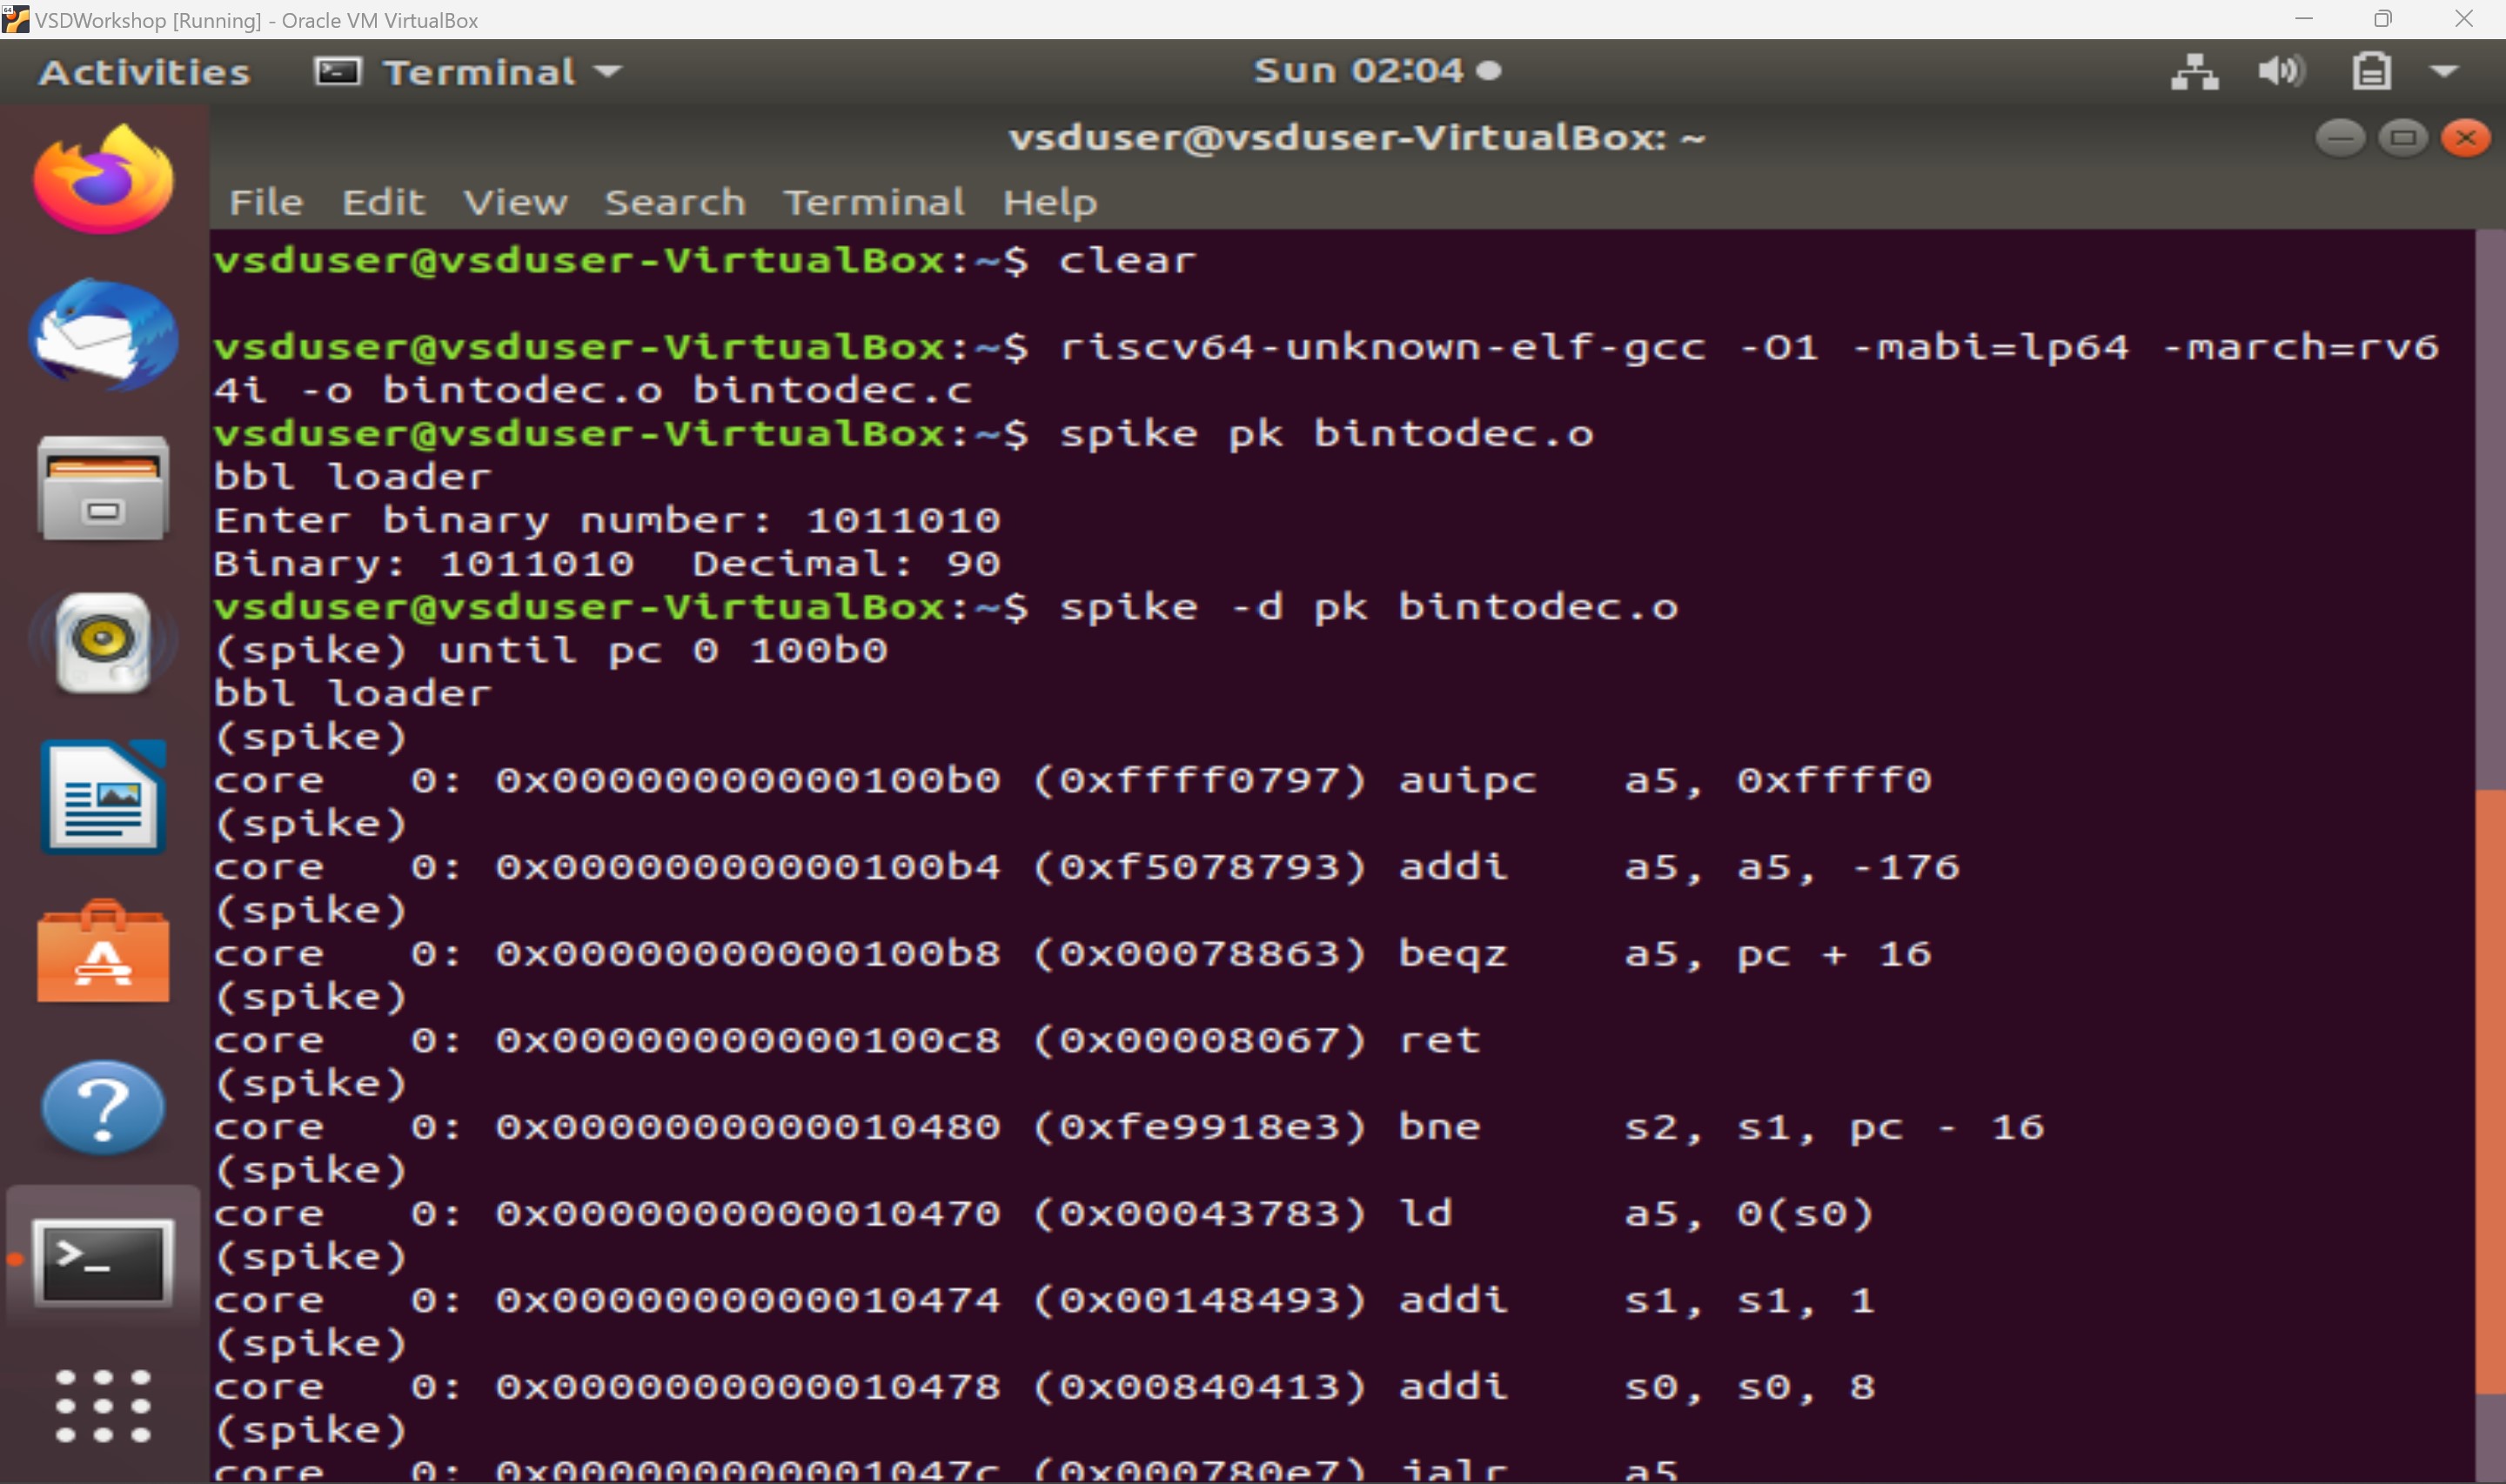 VSDWorkshop [Running] - Oracle VM VirtualBox
Activities Terminal Sun 02:04
vsduser@vsduser-VirtualBox: ~
File Edit View Search Terminal Help
vsduser@vsduser-VirtualBox:~$ clear
vsduser@vsduser-VirtualBox:~$ riscv64-unknown-elf-gcc -O1 -mabi=lp64 -march=rv6
4i -o bintodec.o bintodec.c
vsduser@vsduser-VirtualBox:~$ spike pk bintodec.o
bbl loader
Enter binary number: 1011010
Binary: 1011010  Decimal: 90
vsduser@vsduser-VirtualBox:~$ spike -d pk bintodec.o
(spike) until pc 0 100b0
bbl loader
(spike)
core   0: 0x00000000000100b0 (0xffff0797) auipc   a5, 0xffff0
(spike)
core   0: 0x00000000000100b4 (0xf5078793) addi    a5, a5, -176
(spike)
core   0: 0x00000000000100b8 (0x00078863) beqz    a5, pc + 16
(spike)
core   0: 0x00000000000100c8 (0x00008067) ret
(spike)
core   0: 0x0000000000010480 (0xfe9918e3) bne     s2, s1, pc - 16
(spike)
core   0: 0x0000000000010470 (0x00043783) ld      a5, 0(s0)
(spike)
core   0: 0x0000000000010474 (0x00148493) addi    s1, s1, 1
(spike)
core   0: 0x0000000000010478 (0x00840413) addi    s0, s0, 8
(spike)
core   0: 0x000000000001047c (0x000780e7) jalr    a5